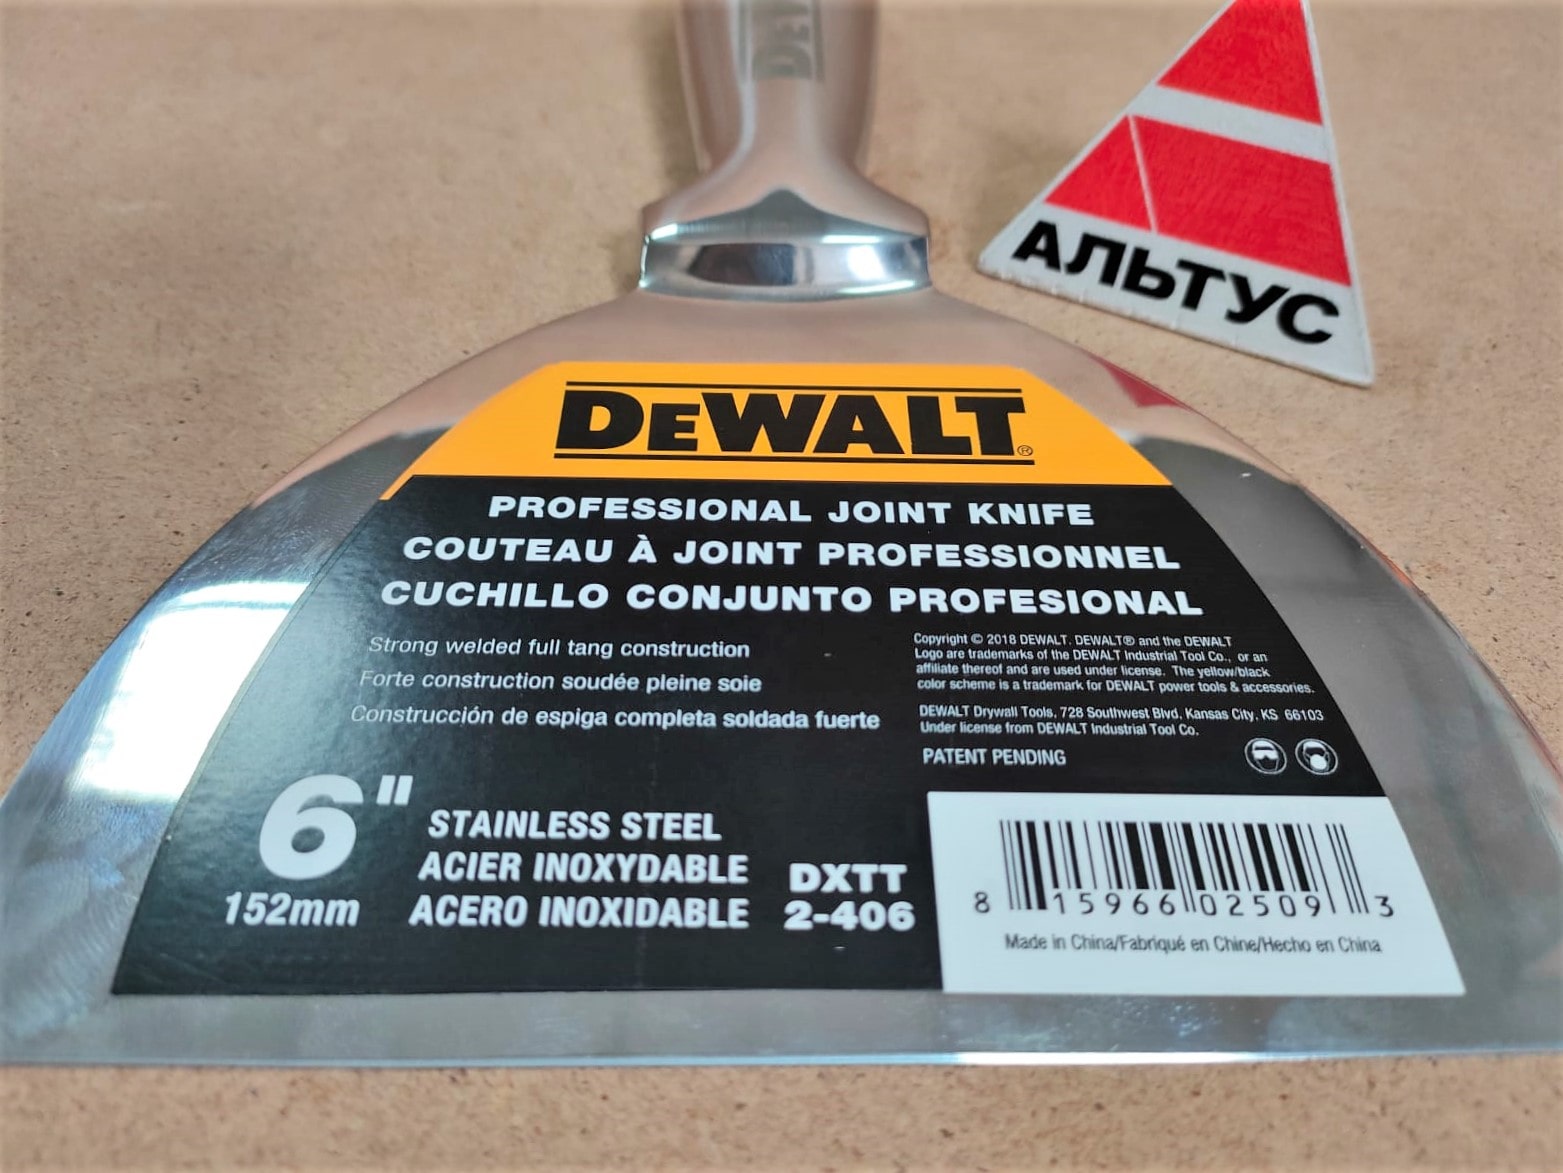 АЛЬТУС
DEWALT®
PROFESSIONAL JOINT KNIFE
COUTEAU À JOINT PROFESSIONNEL
CUCHILLO CONJUNTO PROFESIONAL
Strong welded full tang construction
Forte construction soudée pleine soie
Construcción de espiga completa soldada fuerte
Copyright © 2018 DEWALT. DEWALT® and the DEWALT
Logo are trademarks of the DEWALT Industrial Tool Co., or an
affiliate thereof and are used under license. The yellow/black
color scheme is a trademark for DEWALT power tools & accessories.
DEWALT Drywall Tools, 728 Southwest Blvd, Kansas City, KS 66103
Under license from DEWALT Industrial Tool Co.
PATENT PENDING
6"
152mm
STAINLESS STEEL
ACIER INOXYDABLE
ACERO INOXIDABLE
DXTT
2-406
8 15966 02509 3
Made in China/Fabriqué en Chine/Hecho en China